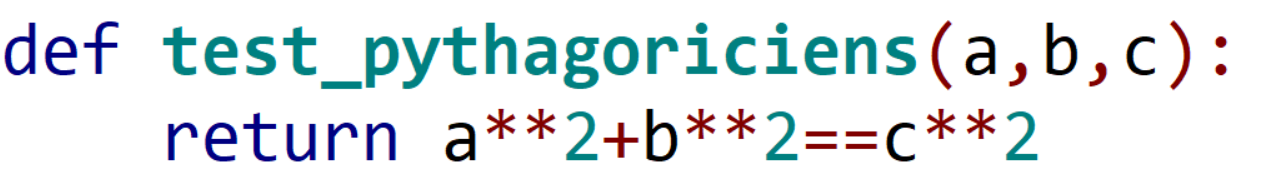 def test_pythagoriciens(a,b,c):
return a**2+b**2==c**2